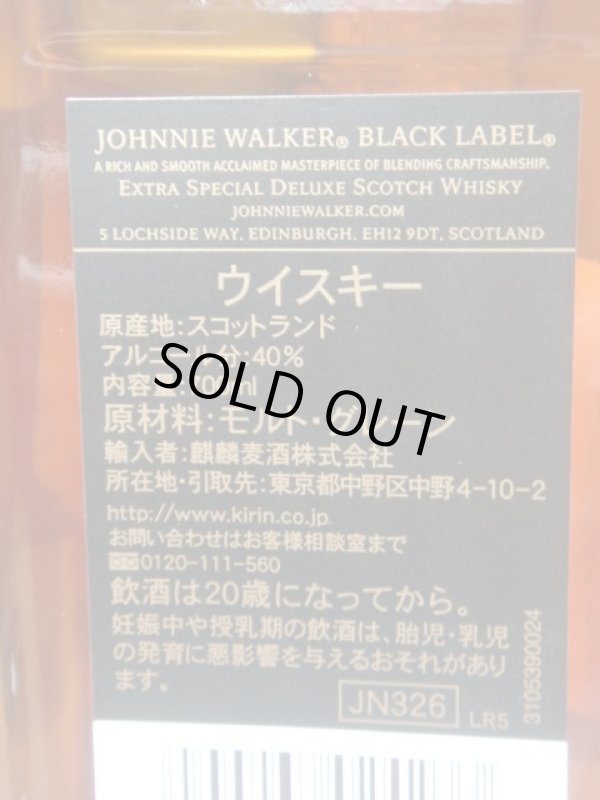 JOHNNIE WALKER® BLACK LABEL®
A RICH AND SMOOTH ACCLAIMED MASTERPIECE OF BLENDING CRAFTSMANSHIP.
EXTRA SPECIAL DELUXE SCOTCH WHISKY
JOHNNIEWALKER.COM
5 LOCHSIDE WAY, EDINBURGH, EH12 9DT, SCOTLAND
ウイスキー
原産地:スコットランド
アルコール分:40%
内容量:700ml
SOLD OUT
原材料:モルト・グレーン
輸入者:麒麟麦酒株式会社
所在地・引取先:東京都中野区中野4-10-2
http://www.kirin.co.jp.
お問い合わせはお客様相談室まで
0120-111-560
飲酒は20歳になってから。
妊娠中や授乳期の飲酒は、胎児・乳児
の発育に悪影響を与えるおそれがあり
ます。
JN326
LR5
3105390024